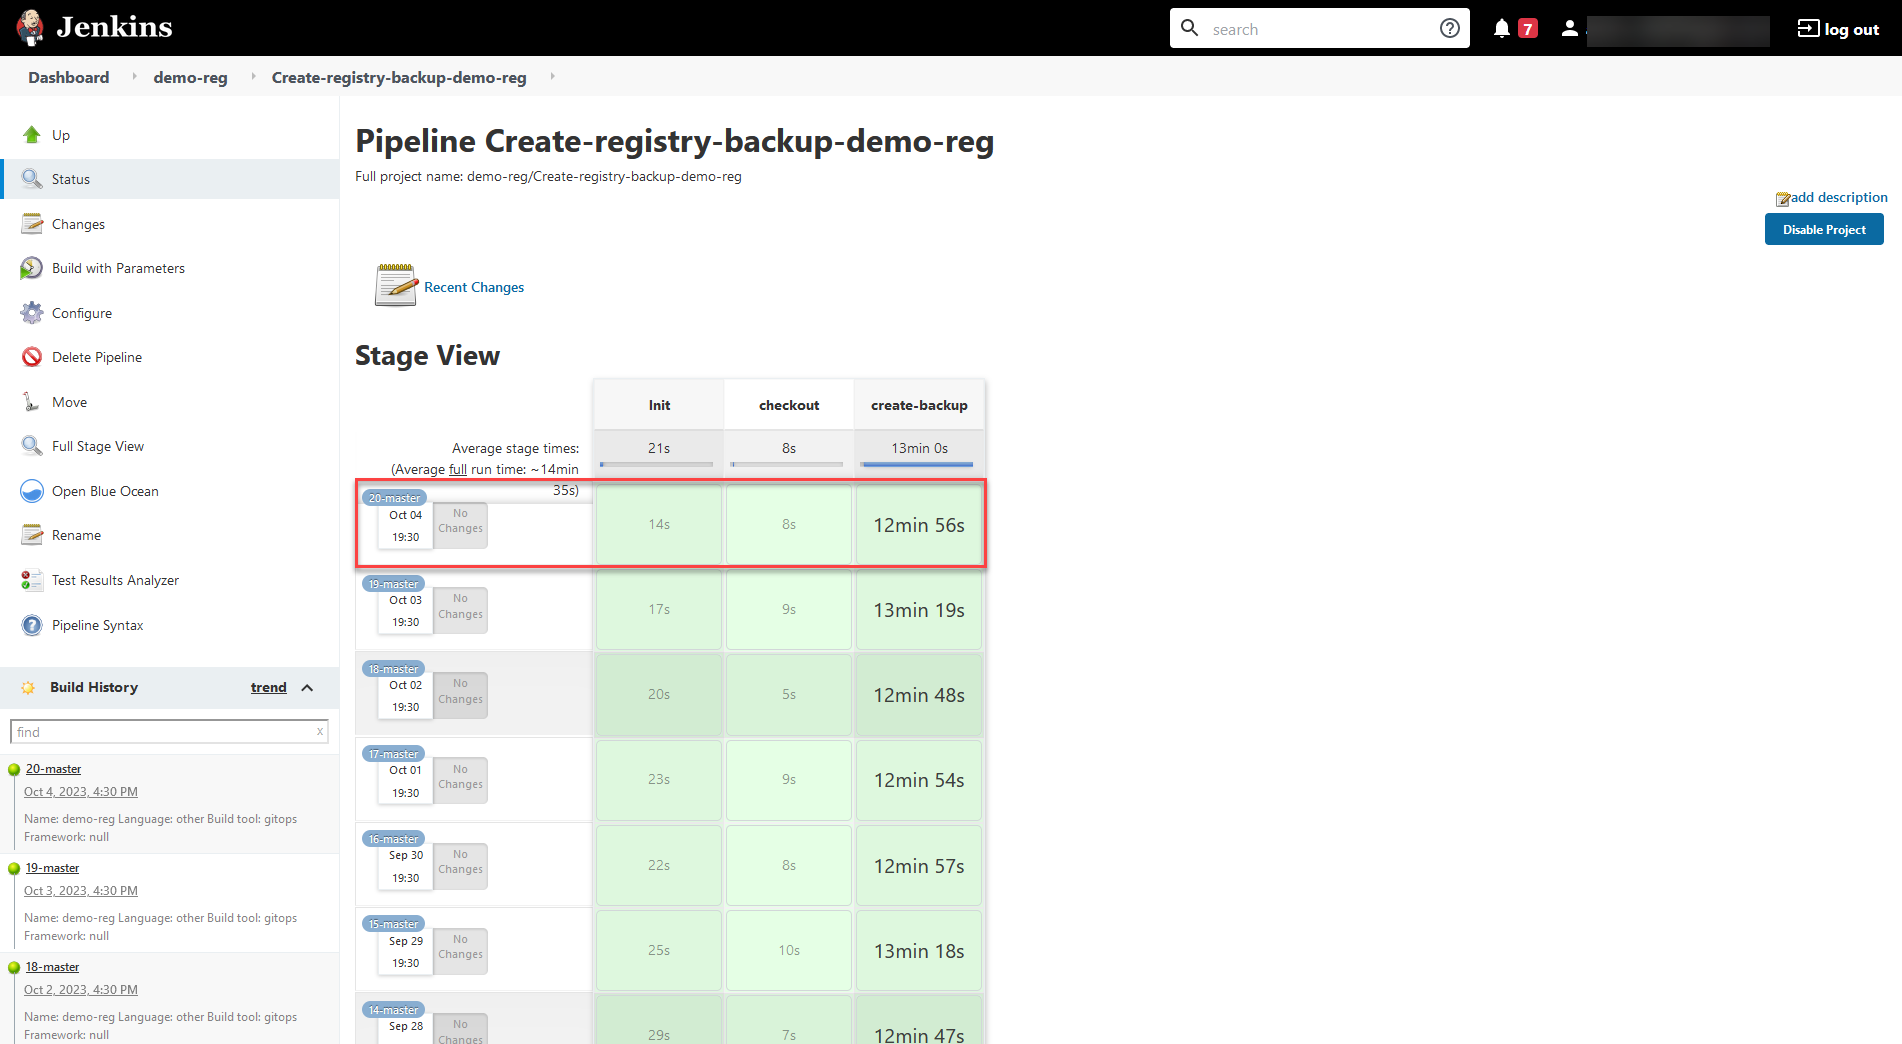 Jenkins
search
7
log out
Dashboard
demo-reg
Create-registry-backup-demo-reg
Up
Status
Changes
Build with Parameters
Configure
Delete Pipeline
Move
Full Stage View
Open Blue Ocean
Rename
Test Results Analyzer
Pipeline Syntax
Build History
trend
find
x
20-master
Oct 4, 2023, 4:30 PM
Name: demo-reg Language: other Build tool: gitops
Framework: null
19-master
Oct 3, 2023, 4:30 PM
Name: demo-reg Language: other Build tool: gitops
Framework: null
18-master
Oct 2, 2023, 4:30 PM
Name: demo-reg Language: other Build tool: gitops
Framework: null
Pipeline Create-registry-backup-demo-reg
Full project name: demo-reg/Create-registry-backup-demo-reg
add description
Disable Project
Recent Changes
Stage View
Init checkout create-backup
Average stage times:
(Average full run time: ~14min
35s)
21s 8s 13min 0s
20-master
Oct 04
19:30
No
Changes
14s 8s 12min 56s
19-master
Oct 03
19:30
No
Changes
17s 9s 13min 19s
18-master
Oct 02
19:30
No
Changes
20s 5s 12min 48s
17-master
Oct 01
19:30
No
Changes
23s 9s 12min 54s
16-master
Sep 30
19:30
No
Changes
22s 8s 12min 57s
15-master
Sep 29
19:30
No
Changes
25s 10s 13min 18s
14-master
Sep 28
No
Changes
29s 7s 12min 47s